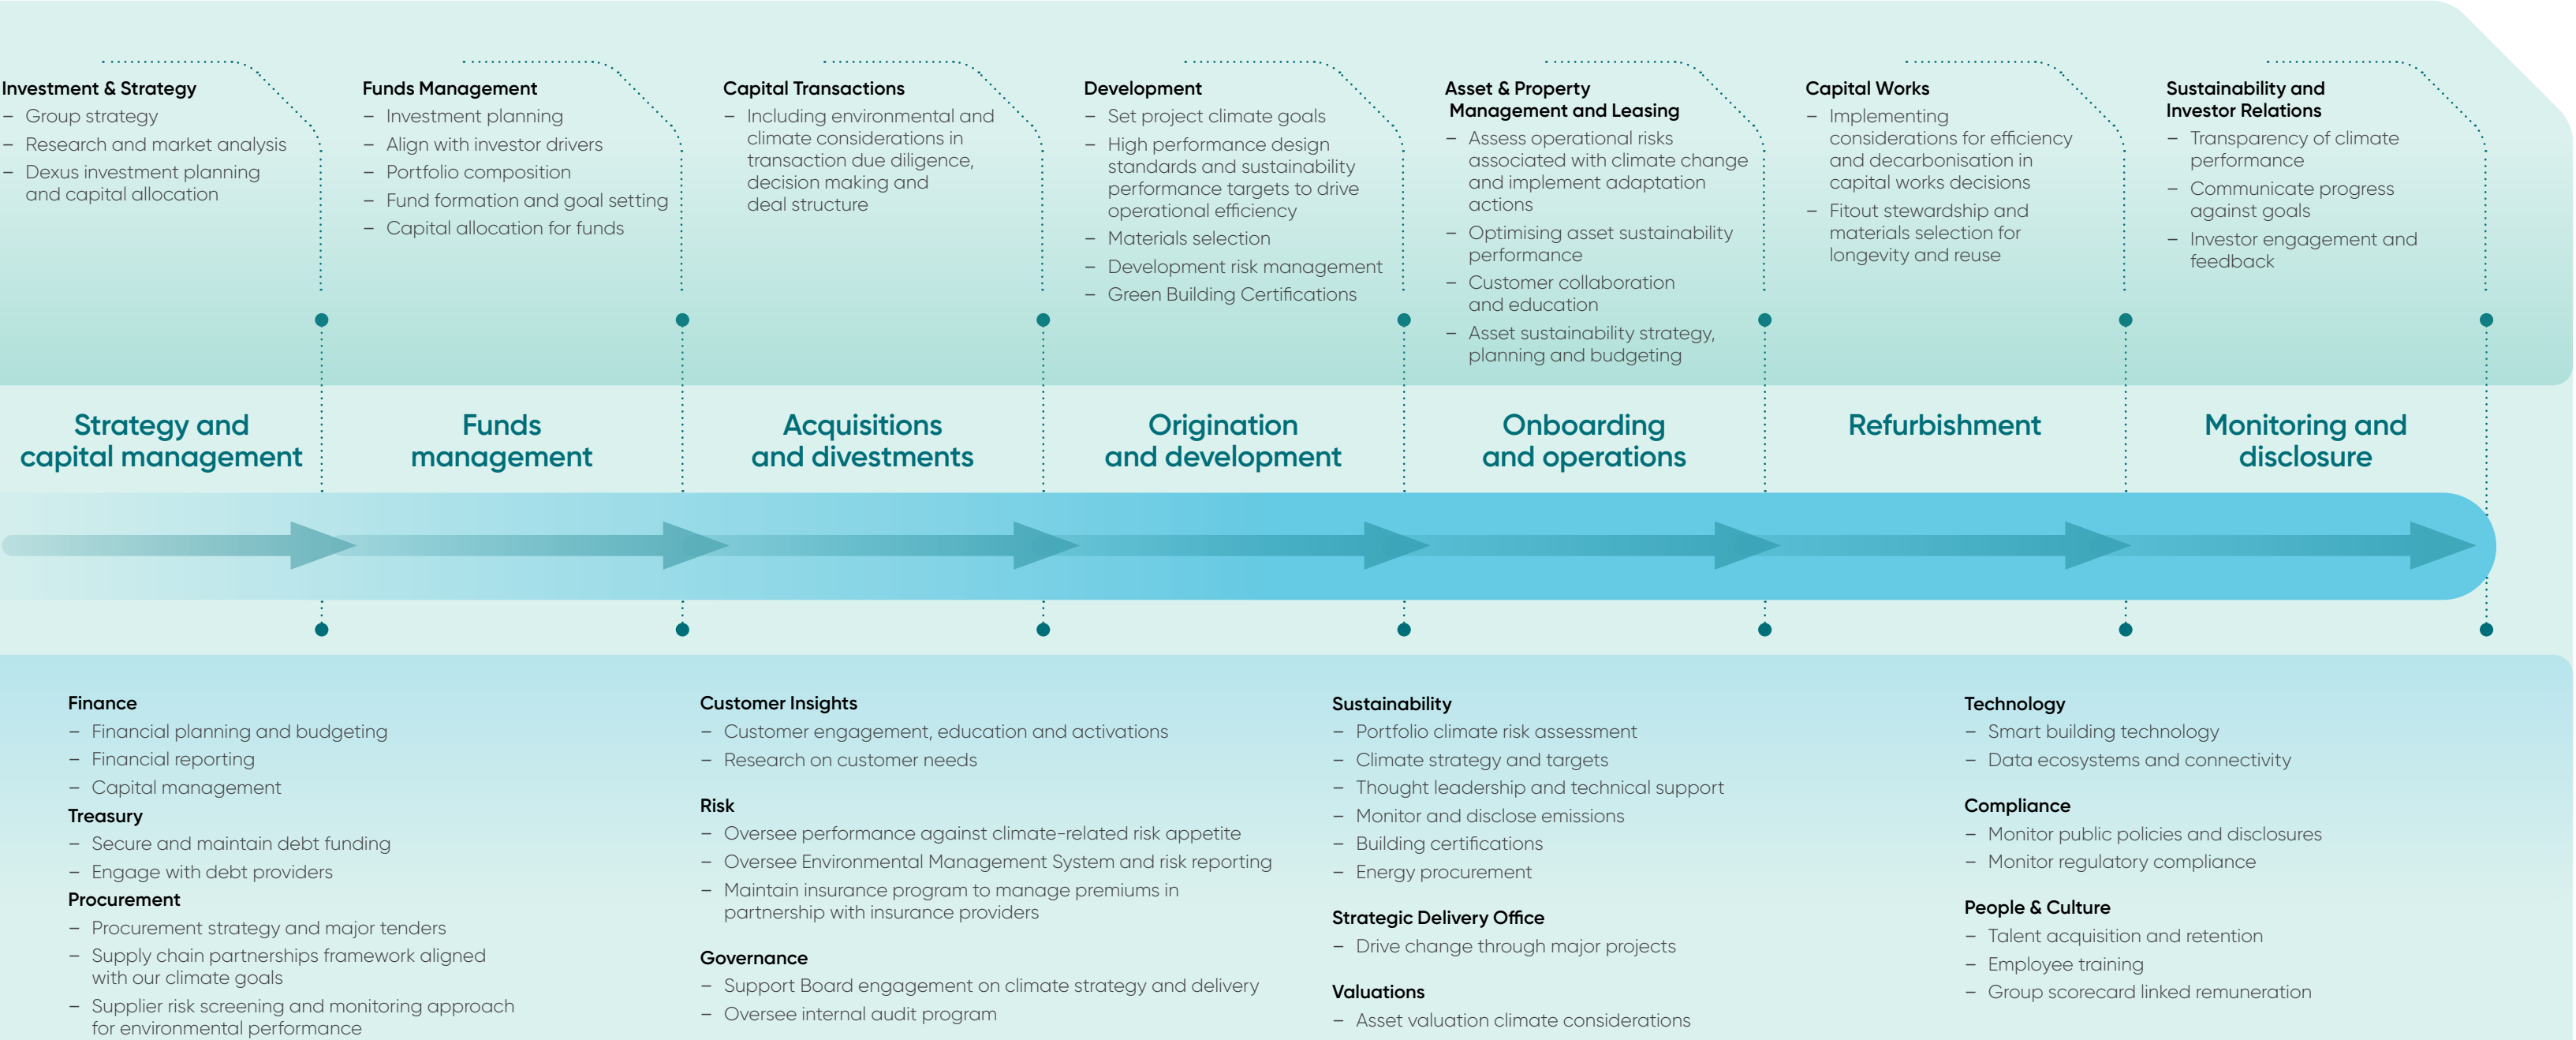 Investment & Strategy
– Group strategy
– Research and market analysis
– Dexus investment planning
and capital allocation
Funds Management
– Investment planning
– Align with investor drivers
– Portfolio composition
– Fund formation and goal setting
– Capital allocation for funds
Capital Transactions
– Including environmental and
climate considerations in
transaction due diligence,
decision making and
deal structure
Development
– Set project climate goals
– High performance design
standards and sustainability
performance targets to drive
operational efficiency
– Materials selection
– Development risk management
– Green Building Certifications
Asset & Property
Management and Leasing
– Assess operational risks
associated with climate change
and implement adaptation
actions
– Optimising asset sustainability
performance
– Customer collaboration
and education
– Asset sustainability strategy,
planning and budgeting
Capital Works
– Implementing
considerations for efficiency
and decarbonisation in
capital works decisions
– Fitout stewardship and
materials selection for
longevity and reuse
Sustainability and
Investor Relations
– Transparency of climate
performance
– Communicate progress
against goals
– Investor engagement and
feedback
Strategy and
capital management
Funds
management
Acquisitions
and divestments
Origination
and development
Onboarding
and operations
Refurbishment
Monitoring and
disclosure
Finance
– Financial planning and budgeting
– Financial reporting
– Capital management
Treasury
– Secure and maintain debt funding
– Engage with debt providers
Procurement
– Procurement strategy and major tenders
– Supply chain partnerships framework aligned
with our climate goals
– Supplier risk screening and monitoring approach
for environmental performance
Customer Insights
– Customer engagement, education and activations
– Research on customer needs
Risk
– Oversee performance against climate-related risk appetite
– Oversee Environmental Management System and risk reporting
– Maintain insurance program to manage premiums in
partnership with insurance providers
Governance
– Support Board engagement on climate strategy and delivery
– Oversee internal audit program
Sustainability
– Portfolio climate risk assessment
– Climate strategy and targets
– Thought leadership and technical support
– Monitor and disclose emissions
– Building certifications
– Energy procurement
Strategic Delivery Office
– Drive change through major projects
Valuations
– Asset valuation climate considerations
Technology
– Smart building technology
– Data ecosystems and connectivity
Compliance
– Monitor public policies and disclosures
– Monitor regulatory compliance
People & Culture
– Talent acquisition and retention
– Employee training
– Group scorecard linked remuneration